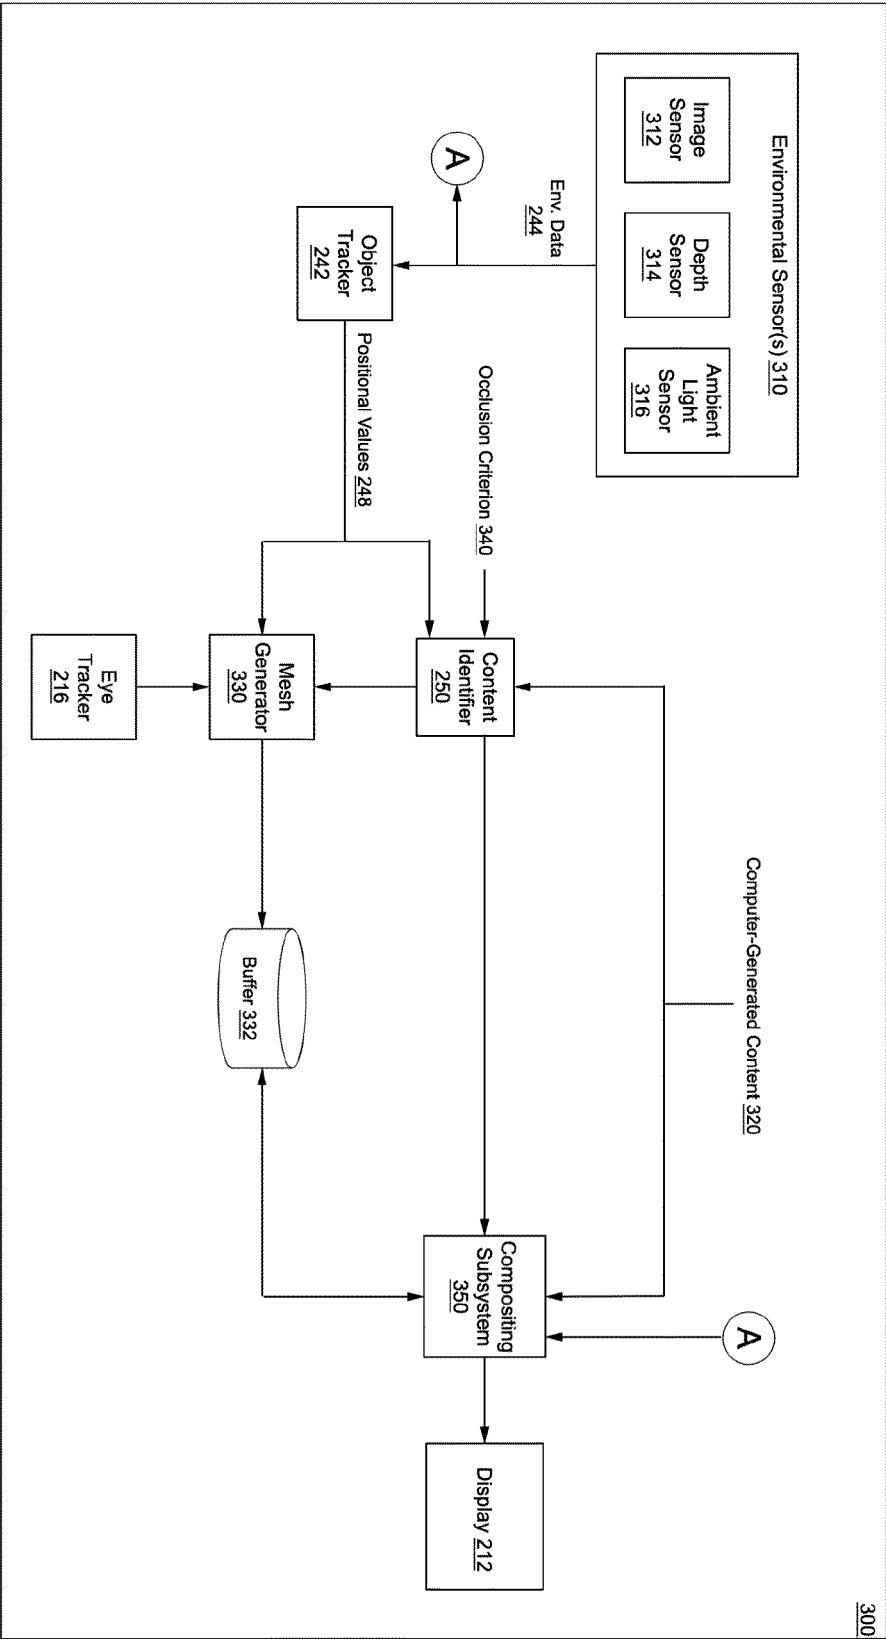 300
Environmental Sensor(s) 310
Image
Sensor
312
Depth
Sensor
314
Ambient
Light
Sensor
316
Env. Data
244
A
Object
Tracker
242
Positional Values 248
Occlusion Criterion 340
Computer-Generated Content 320
Content
Identifier
250
Mesh
Generator
330
Eye
Tracker
216
Buffer 332
A
Compositing
Subsystem
350
Display 212